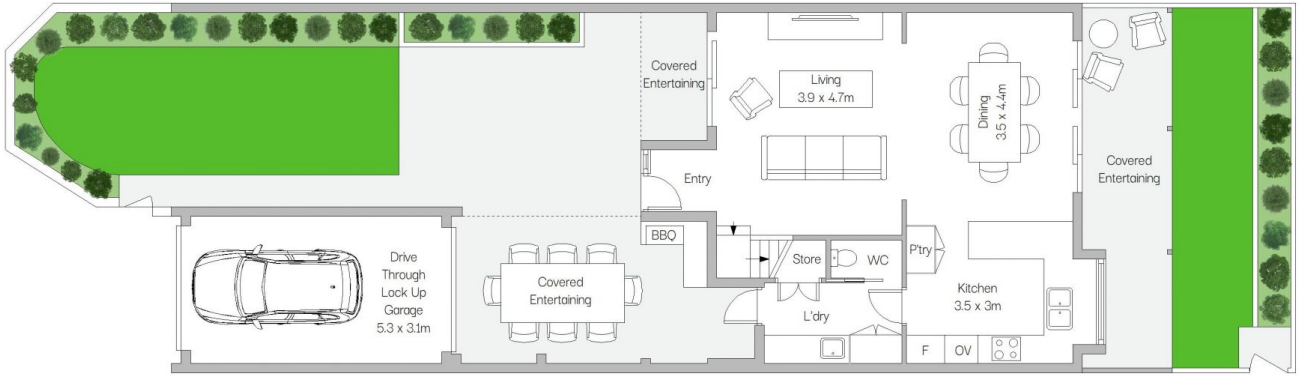 Covered
Entertaining
Living
3.9 x 4.7m
Dining
3.5 x 4.4m
Covered
Entertaining
Entry
BBQ
Store
WC
P'try
Drive
Through
Lock Up
Garage
5.3 x 3.1m
Covered
Entertaining
L'dry
Kitchen
3.5 x 3m
F
OV